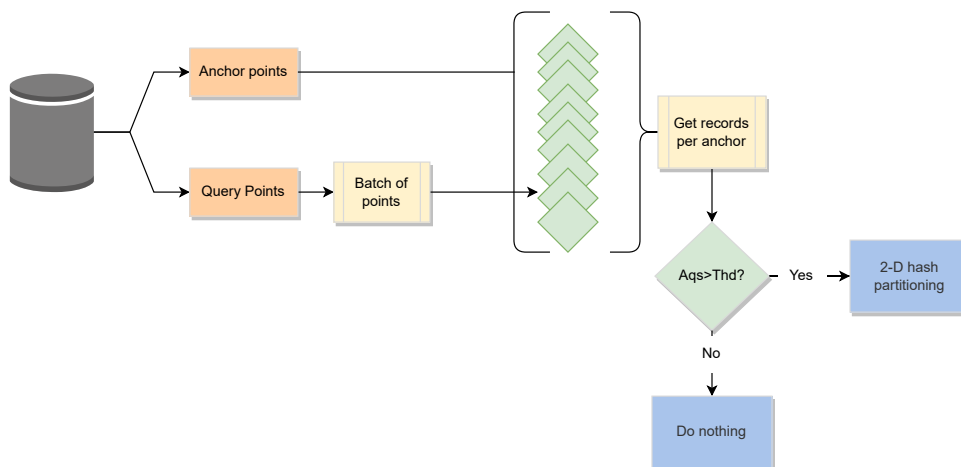 Anchor points
Query Points
Batch of
points
Get records
per anchor
Aqs>Thd?
Yes
2-D hash
partitioning
No
Do nothing